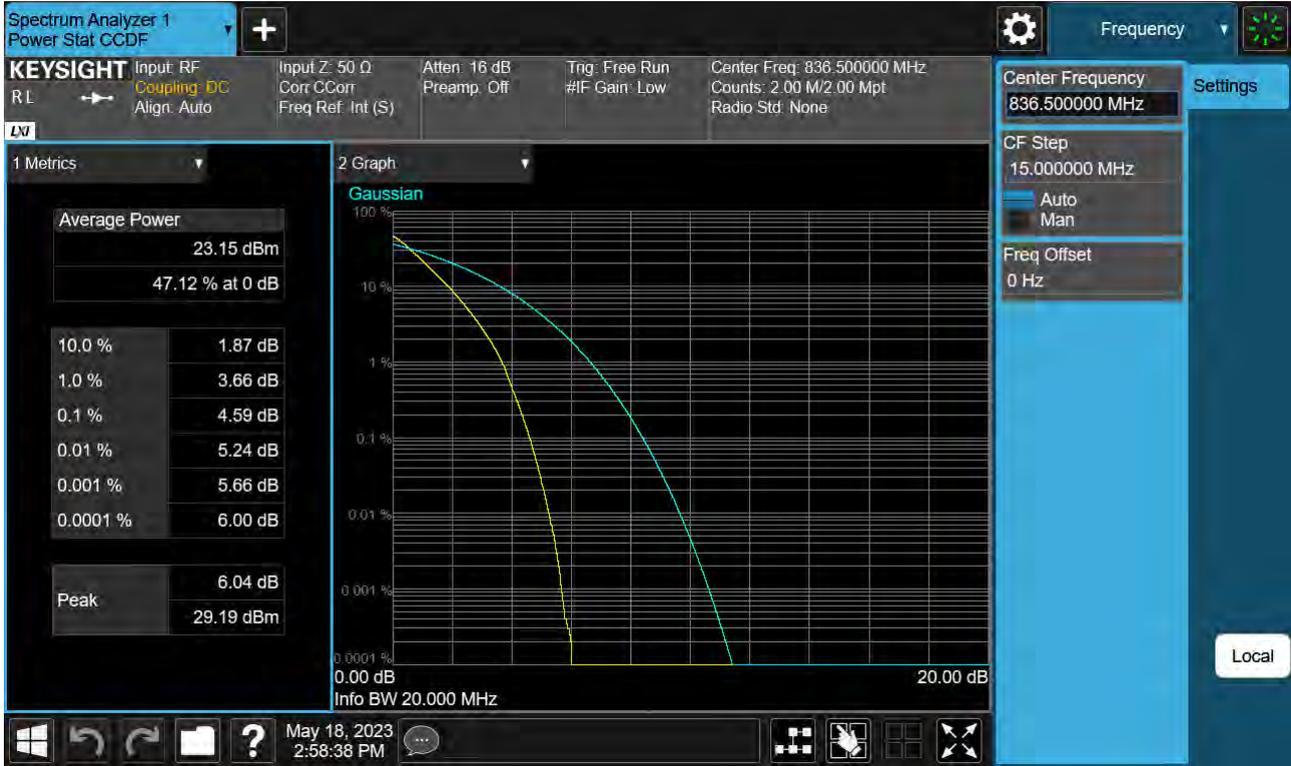 Spectrum Analyzer 1
Power Stat CCDF
+
Frequency
KEYSIGHT
R L
LXI
Input: RF
Coupling: DC
Align: Auto
Input Z: 50 Ω
Corr CCorr
Freq Ref: Int (S)
Atten: 16 dB
Preamp: Off
Trig: Free Run
#IF Gain: Low
Center Freq: 836.500000 MHz
Counts: 2.00 M/2.00 Mpt
Radio Std: None
Center Frequency
836.500000 MHz
Settings
CF Step
15.000000 MHz
Auto
Man
Freq Offset
0 Hz
1 Metrics
Average Power
23.15 dBm
47.12 % at 0 dB
10.0 % 1.87 dB
1.0 % 3.66 dB
0.1 % 4.59 dB
0.01 % 5.24 dB
0.001 % 5.66 dB
0.0001 % 6.00 dB
Peak
6.04 dB
29.19 dBm
2 Graph
Gaussian
100 %
10 %
1 %
0.1 %
0.01 %
0.001 %
0.0001 %
0.00 dB 20.00 dB
Info BW 20.000 MHz
Local
?
May 18, 2023
2:58:38 PM